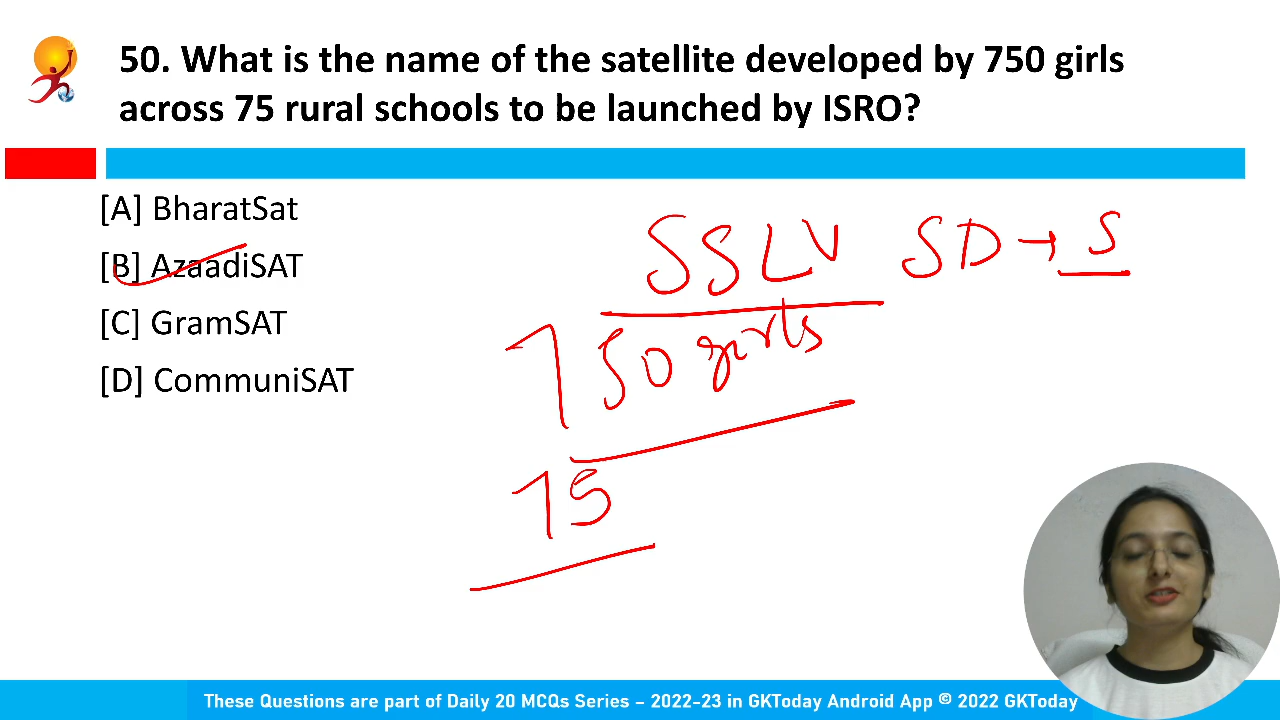 50. What is the name of the satellite developed by 750 girls
across 75 rural schools to be launched by ISRO?
[A] BharatSat
[B] AzaadiSAT
[C] GramSAT
[D] CommuniSAT
SSLV SD → S
750 girls
75
These Questions are part of Daily 20 MCQs Series – 2022-23 in GKToday Android App © 2022 GKToday